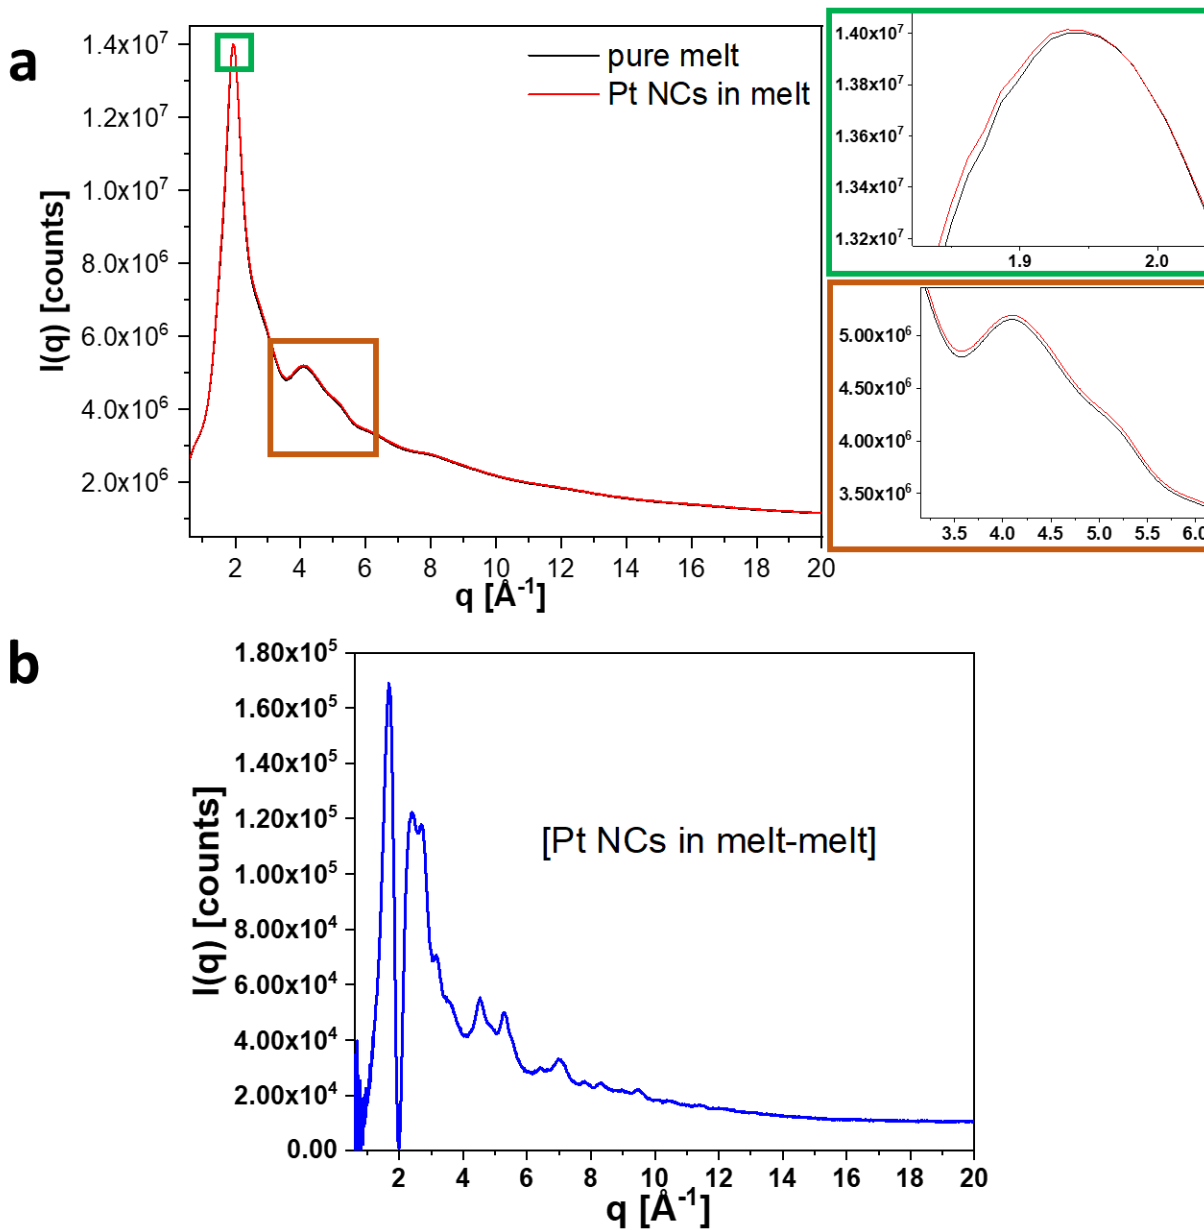 a
1.4x10⁷
1.2x10⁷
1.0x10⁷
8.0x10⁶
6.0x10⁶
4.0x10⁶
2.0x10⁶
I(q) [counts]
pure melt
Pt NCs in melt
2 4 6 8 10 12 14 16 18 20
q [Å⁻¹]
1.40x10⁷
1.38x10⁷
1.36x10⁷
1.34x10⁷
1.32x10⁷
1.9 2.0
5.00x10⁶
4.50x10⁶
4.00x10⁶
3.50x10⁶
3.5 4.0 4.5 5.0 5.5 6.0
b
1.80x10⁵
1.60x10⁵
1.40x10⁵
1.20x10⁵
1.00x10⁵
8.00x10⁴
6.00x10⁴
4.00x10⁴
2.00x10⁴
0.00
I(q) [counts]
[Pt NCs in melt-melt]
2 4 6 8 10 12 14 16 18 20
q [Å⁻¹]